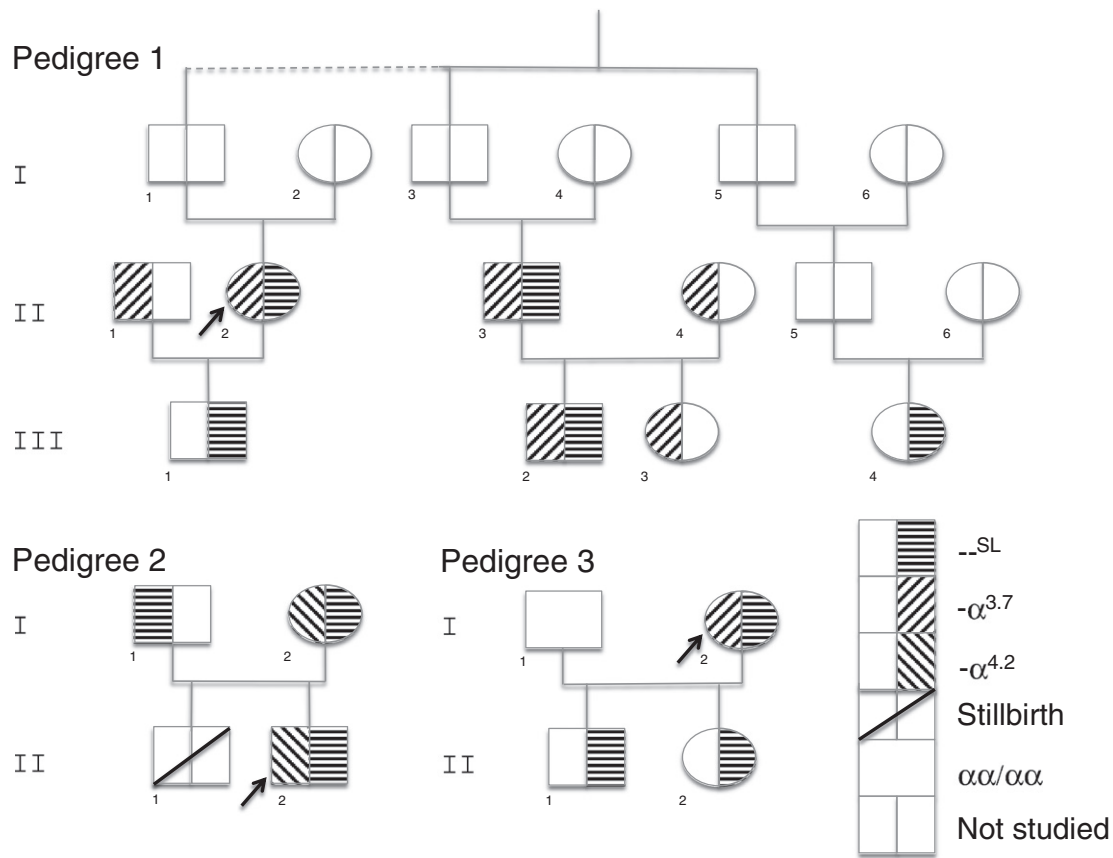 Pedigree 1
I
1 2 3 4 5 6
II
1 2 3 4 5 6
III
1 2 3 4
Pedigree 2
I
1 2
II
1 2
Pedigree 3
I
1 2
II
1 2
--SL
-α3.7
-α4.2
Stillbirth
αα/αα
Not studied